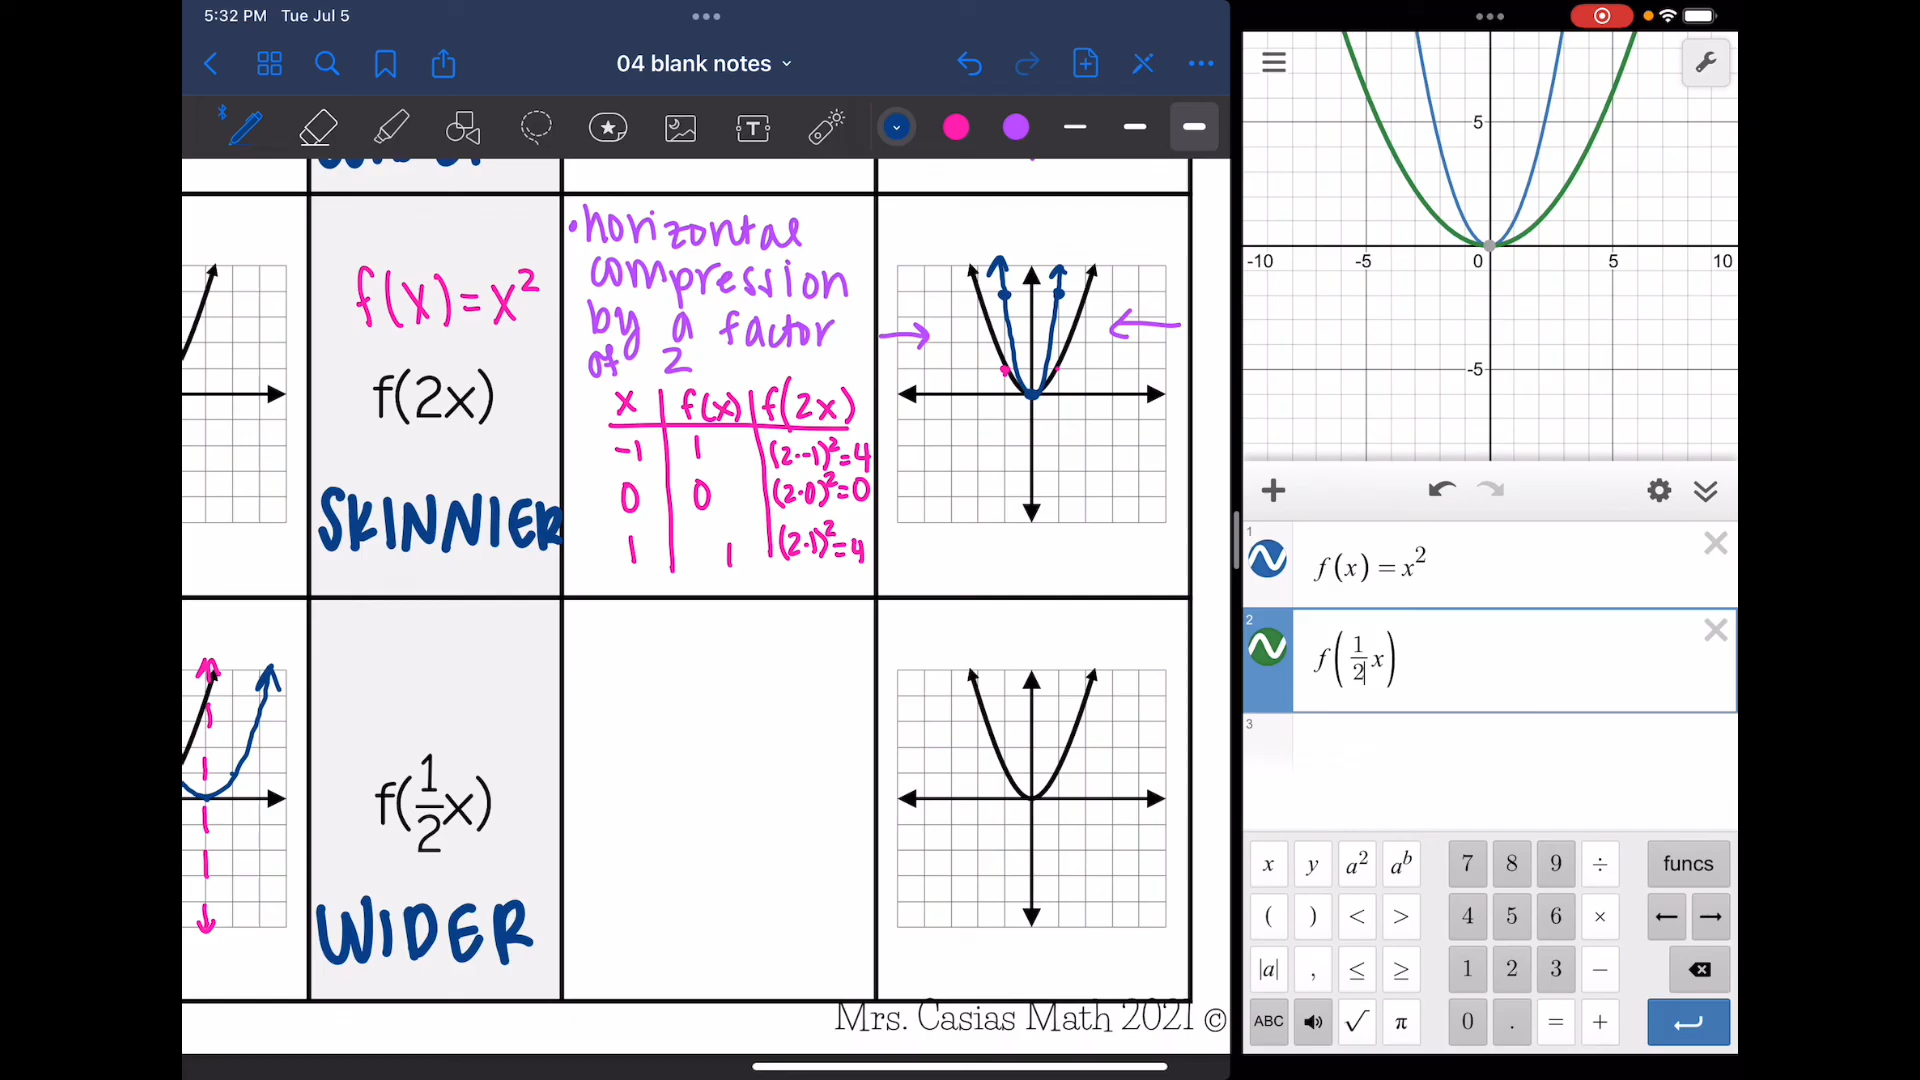 5:32 PM Tue Jul 5
04 blank notes
T
f(x)=x²
f(2x)
SKINNIER
•horizontal
compression
by a factor
of 2
x f(x) f(2x)
-1 1 (2·-1)²=4
0 0 (2·0)²=0
1 1 (2·1)²=4
f(1/2x)
WIDER
Mrs. Casias Math 2021 ©
5
-10 -5 0 5 10
-5
1
f(x)=x²
2
f(1/2x)
3
x y a² aᵇ 7 8 9 ÷ funcs
( ) < > 4 5 6 × ← →
|a| , ≤ ≥ 1 2 3 −
ABC √ π 0 . = +